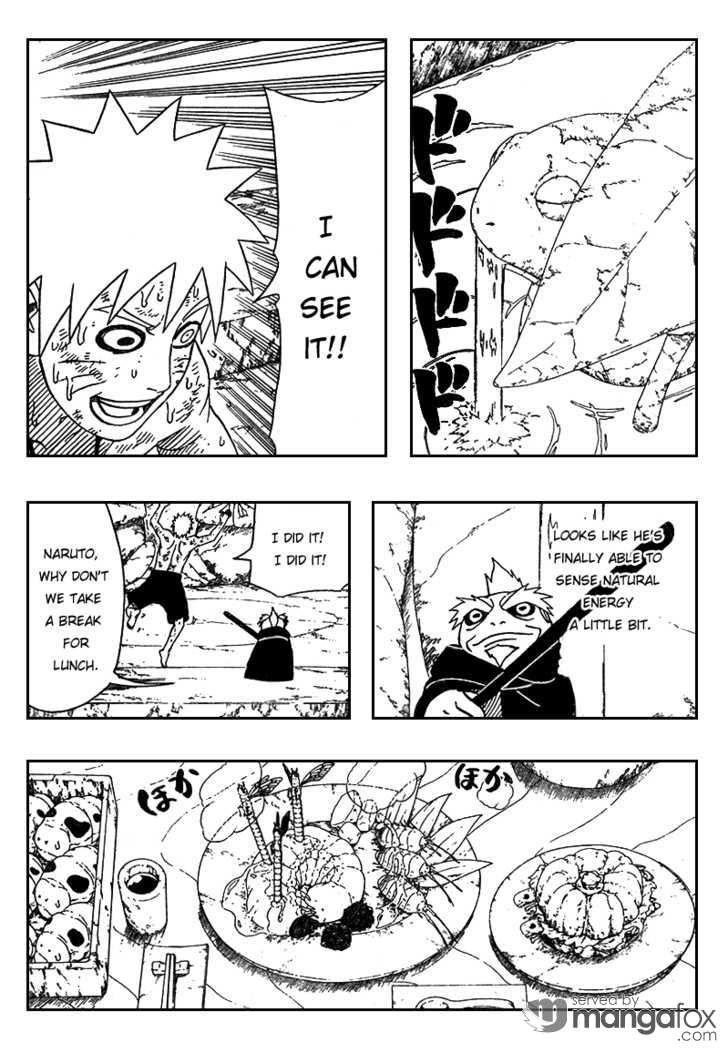 ドドドド
I
CAN
SEE
IT!!
LOOKS LIKE HE'S
FINALLY ABLE TO
SENSE NATURAL
ENERGY
A LITTLE BIT.
I DID IT!
I DID IT!
NARUTO,
WHY DON'T
WE TAKE
A BREAK
FOR
LUNCH.
ほか
ほか
served by
mangafox
.com